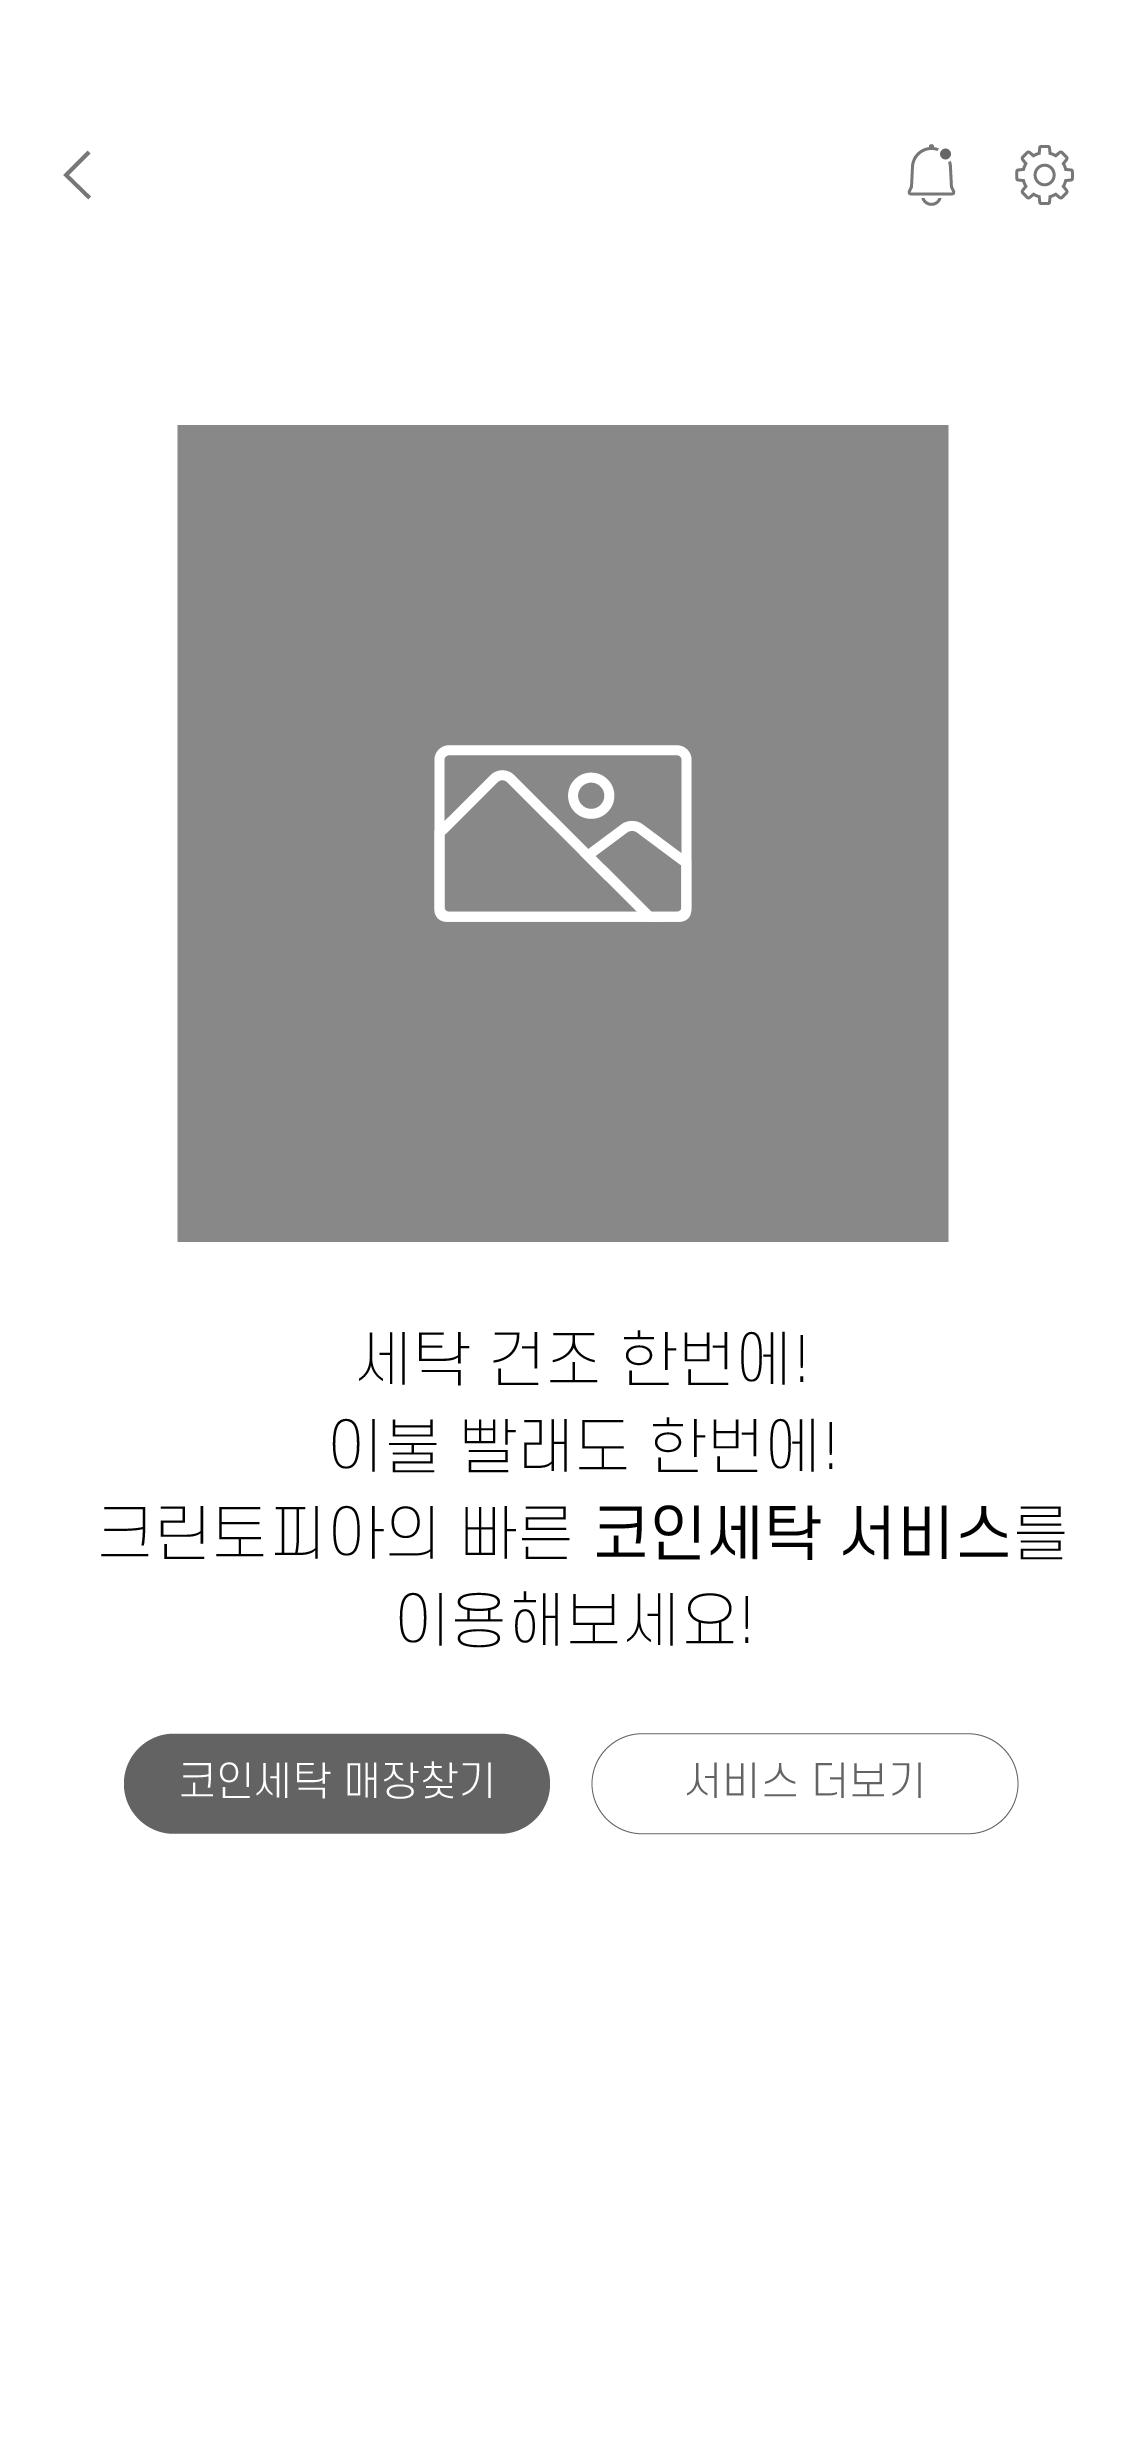 세탁 건조 한번에!
이불 빨래도 한번에!
크린토피아의 빠른 코인세탁 서비스를
이용해보세요!
코인세탁 매장찾기
서비스 더보기